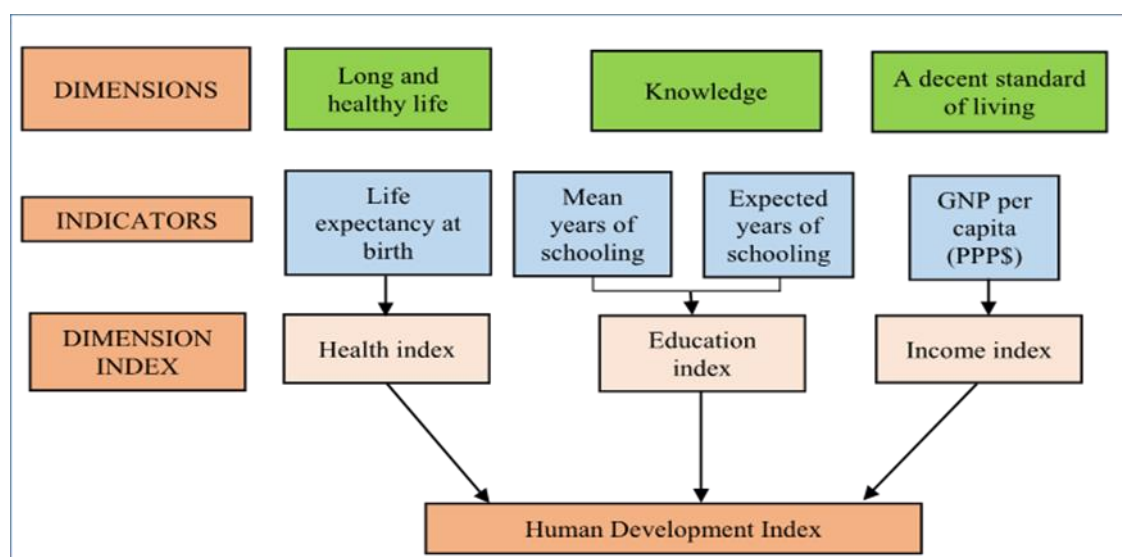 DIMENSIONS
Long and
healthy life
Knowledge
A decent standard
of living
INDICATORS
Life
expectancy at
birth
Mean
years of
schooling
Expected
years of
schooling
GNP per
capita
(PPP$)
DIMENSION
INDEX
Health index
Education
index
Income index
Human Development Index